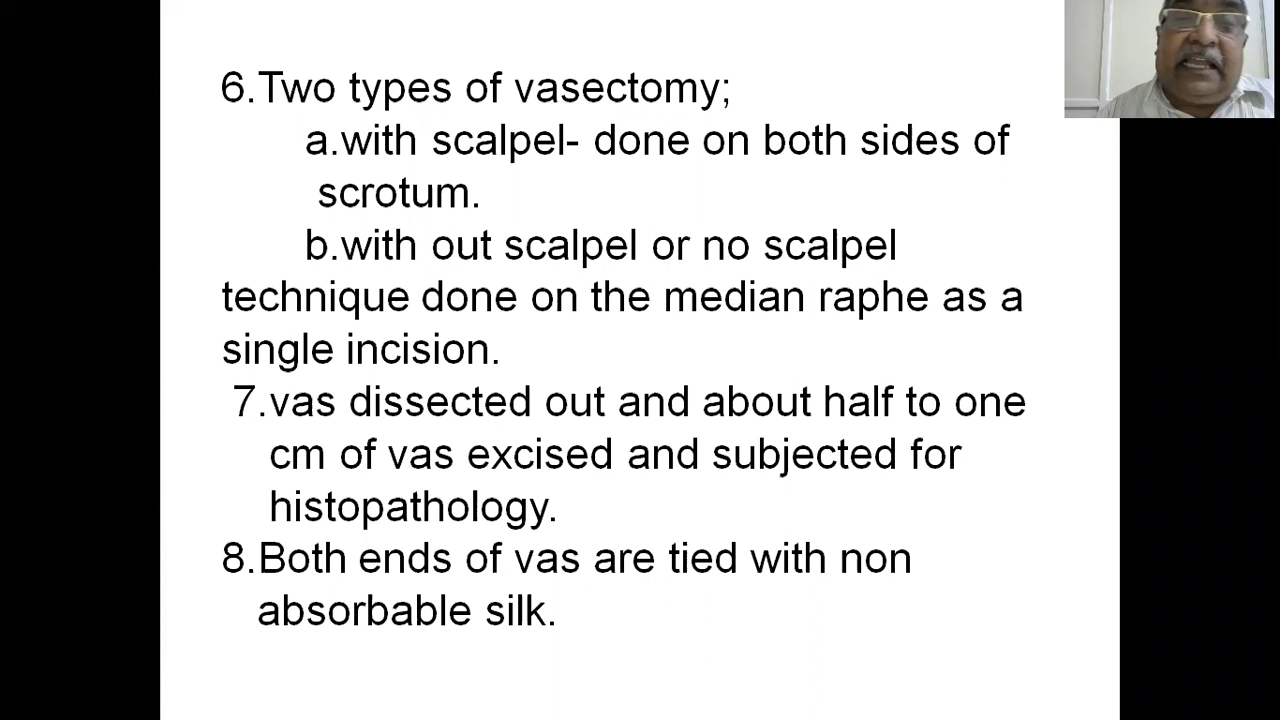 6.Two types of vasectomy;
a.with scalpel- done on both sides of
scrotum.
b.with out scalpel or no scalpel
technique done on the median raphe as a
single incision.
7.vas dissected out and about half to one
cm of vas excised and subjected for
histopathology.
8.Both ends of vas are tied with non
absorbable silk.